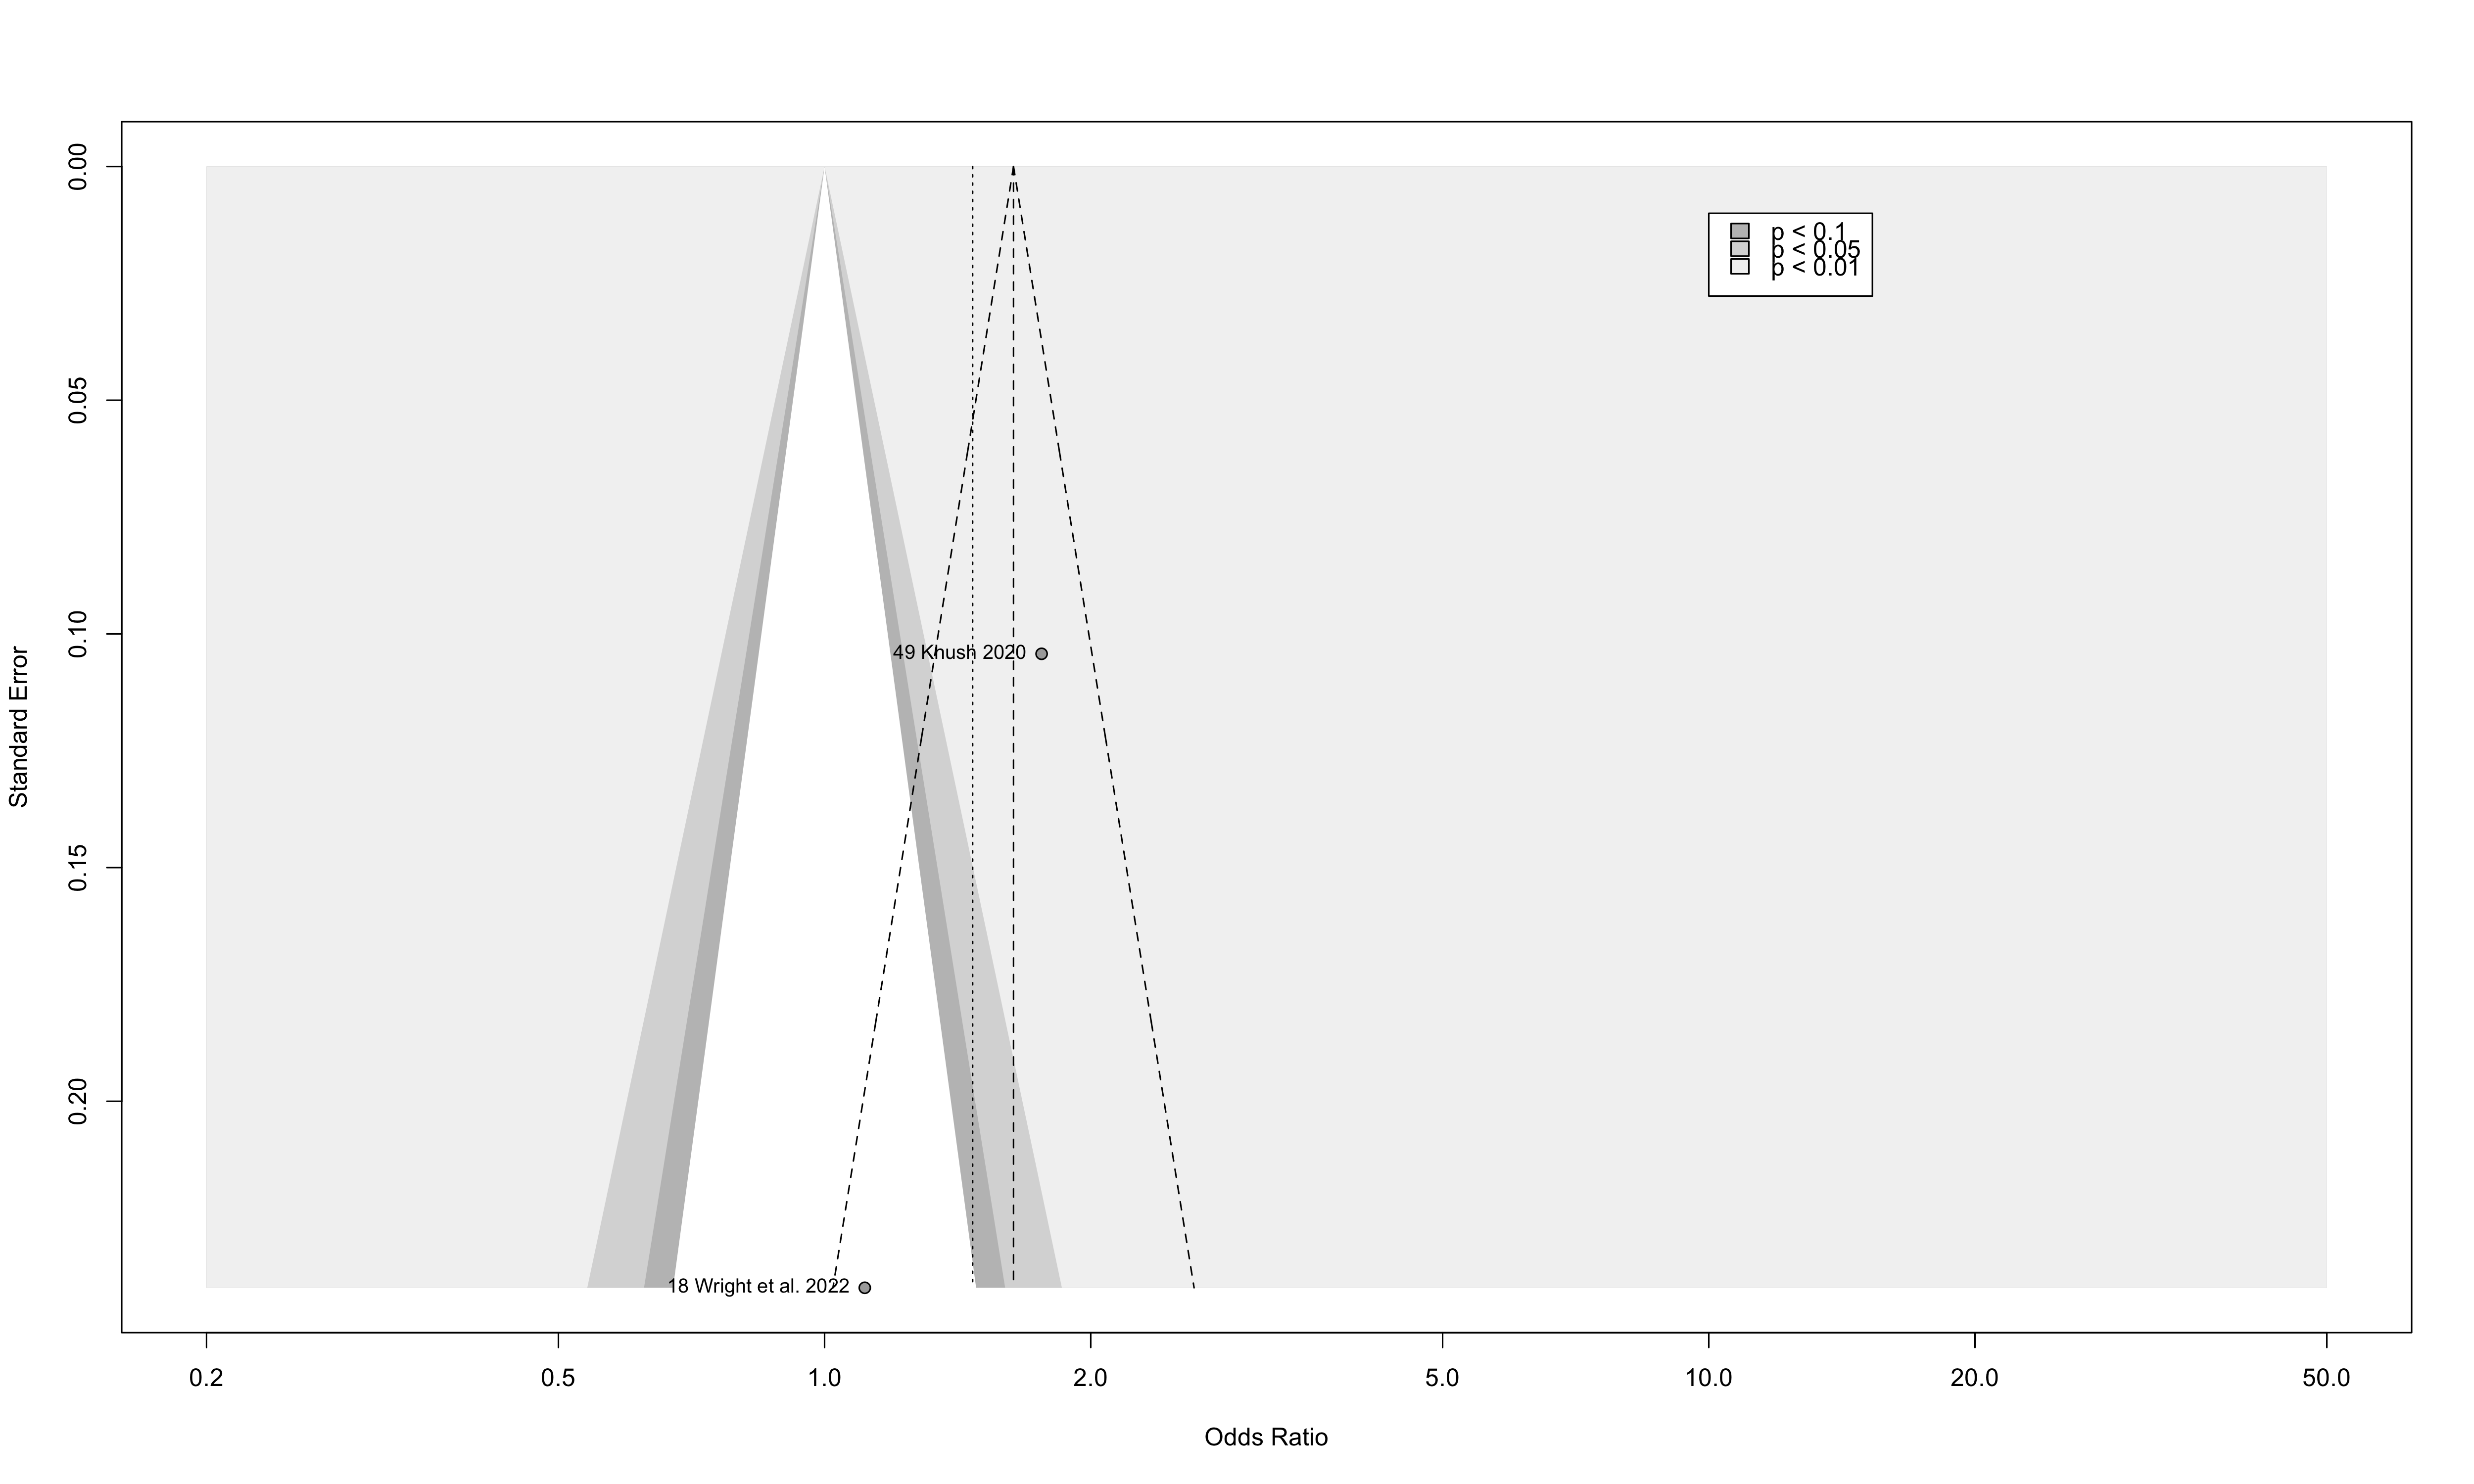 0.00
0.05
0.10
0.15
0.20
Standard Error
p < 0.1
p < 0.05
p < 0.01
49 Khush 2020
18 Wright et al. 2022
0.2 0.5 1.0 2.0 5.0 10.0 20.0 50.0
Odds Ratio